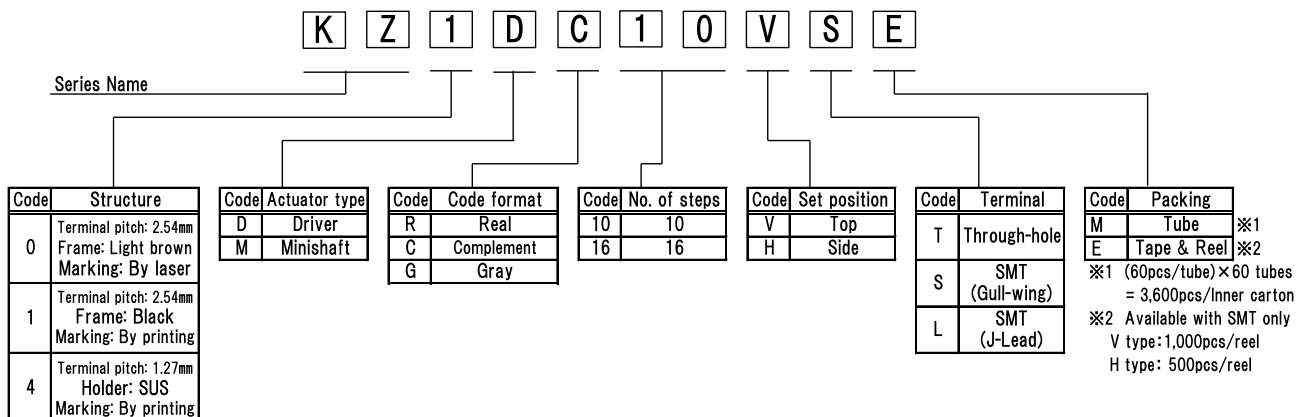 K Z 1 D C 1 0 V S E
Series Name
Code Structure
0 Terminal pitch: 2.54mm
Frame: Light brown
Marking: By laser
1 Terminal pitch: 2.54mm
Frame: Black
Marking: By printing
4 Terminal pitch: 1.27mm
Holder: SUS
Marking: By printing
Code Actuator type
D Driver
M Minishaft
Code Code format
R Real
C Complement
G Gray
Code No. of steps
10 10
16 16
Code Set position
V Top
H Side
Code Terminal
T Through-hole
S SMT
(Gull-wing)
L SMT
(J-Lead)
Code Packing
M Tube ※1
E Tape & Reel ※2
※1 (60pcs/tube)×60 tubes
= 3,600pcs/Inner carton
※2 Available with SMT only
V type:1,000pcs/reel
H type: 500pcs/reel